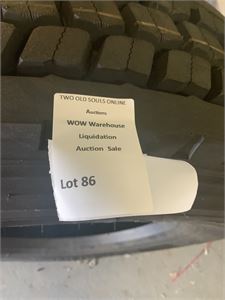 TWO OLD SOULS ONLINE
Auctions
WOW Warehouse
Liquidation
Auction Sale
Lot 86